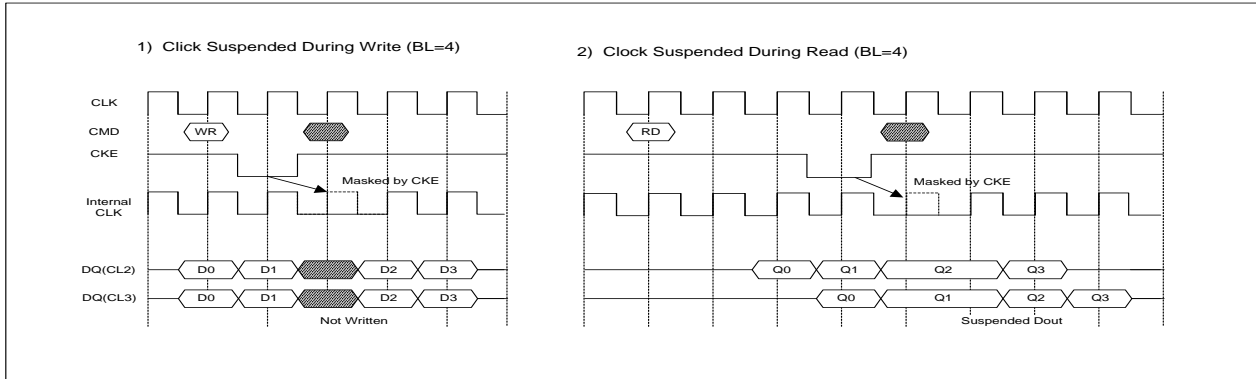 1) Click Suspended During Write (BL=4)
2) Clock Suspended During Read (BL=4)
CLK
CMD
WR
RD
CKE
Masked by CKE
Masked by CKE
Internal
CLK
DQ(CL2)
D0
D1
D2
D3
Q0
Q1
Q2
Q3
DQ(CL3)
D0
D1
D2
D3
Q0
Q1
Q2
Q3
Not Written
Suspended Dout